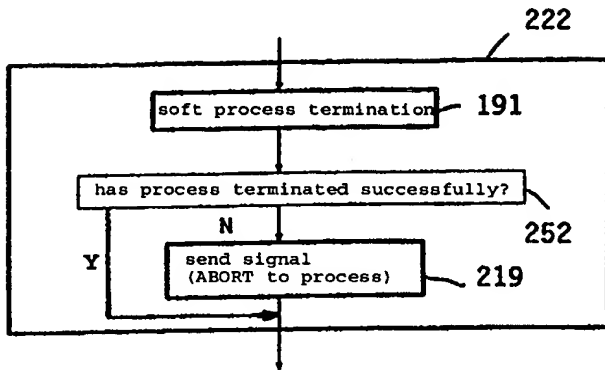 222
soft process termination
191
has process terminated successfully?
252
N
Y
send signal
(ABORT to process)
219